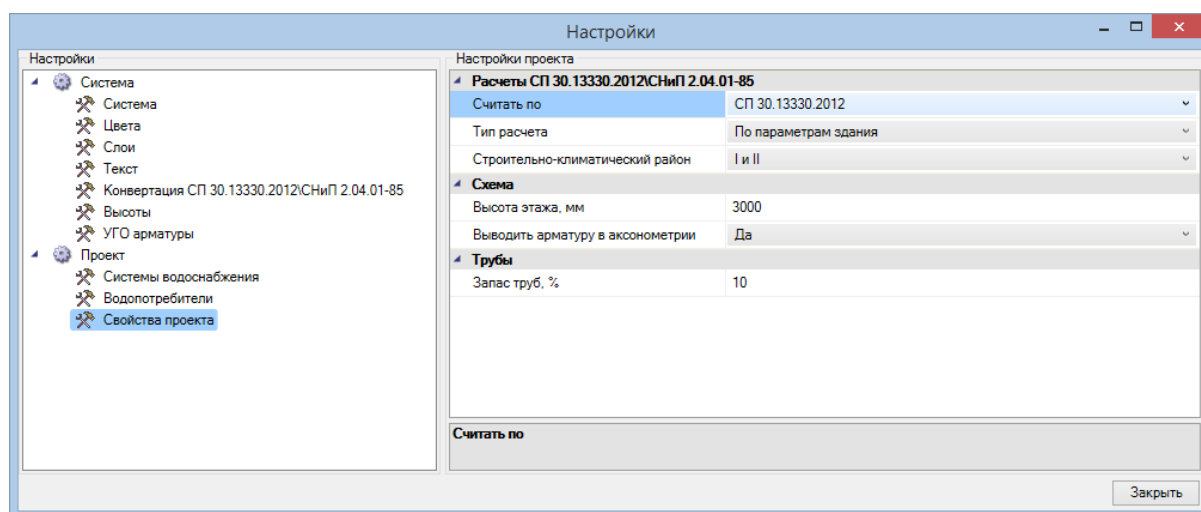 Настройки
Настройки
Система
Система
Цвета
Слои
Текст
Конвертация СП 30.13330.2012\СНиП 2.04.01-85
Высоты
УГО арматуры
Проект
Системы водоснабжения
Водопотребители
Свойства проекта
Настройки проекта
Расчеты СП 30.13330.2012\СНиП 2.04.01-85
Считать по СП 30.13330.2012
Тип расчета По параметрам здания
Строительно-климатический район I и II
Схема
Высота этажа, мм 3000
Выводить арматуру в аксонометрии Да
Трубы
Запас труб, % 10
Считать по
Закрыть